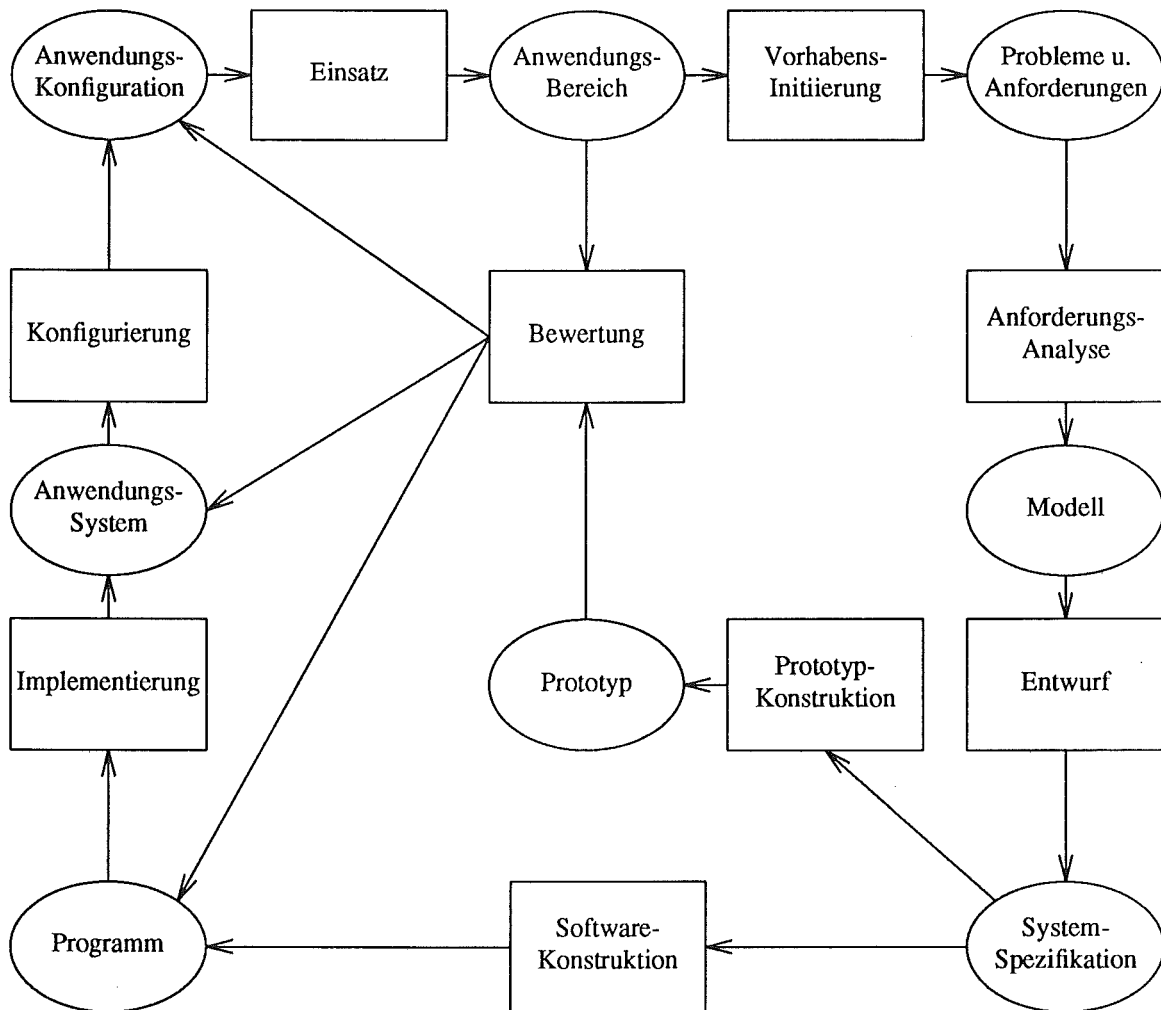 Anwendungs-
Konfiguration
Einsatz
Anwendungs-
Bereich
Vorhabens-
Initiierung
Probleme u.
Anforderungen
Konfigurierung
Bewertung
Anforderungs-
Analyse
Anwendungs-
System
Modell
Implementierung
Prototyp
Prototyp-
Konstruktion
Entwurf
Programm
Software-
Konstruktion
System-
Spezifikation